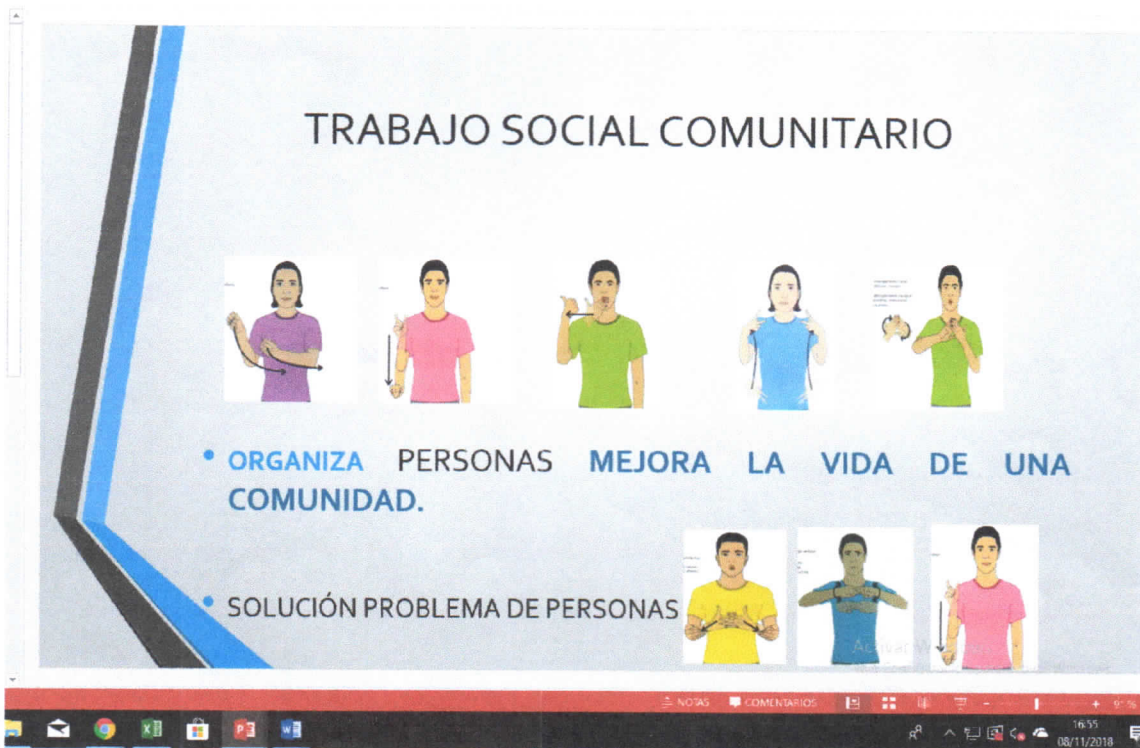 TRABAJO SOCIAL COMUNITARIO
• ORGANIZA PERSONAS MEJORA LA VIDA DE UNA
COMUNIDAD.
• SOLUCIÓN PROBLEMA DE PERSONAS
NOTAS COMENTARIOS
16:55
08/11/2018